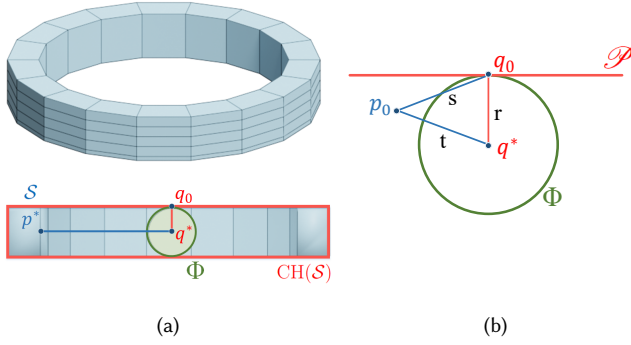 q₀
𝒫
s
p₀
r
𝒮
q₀
t
q*
p*
q*
Φ
Φ
CH(𝒮)
(a)
(b)